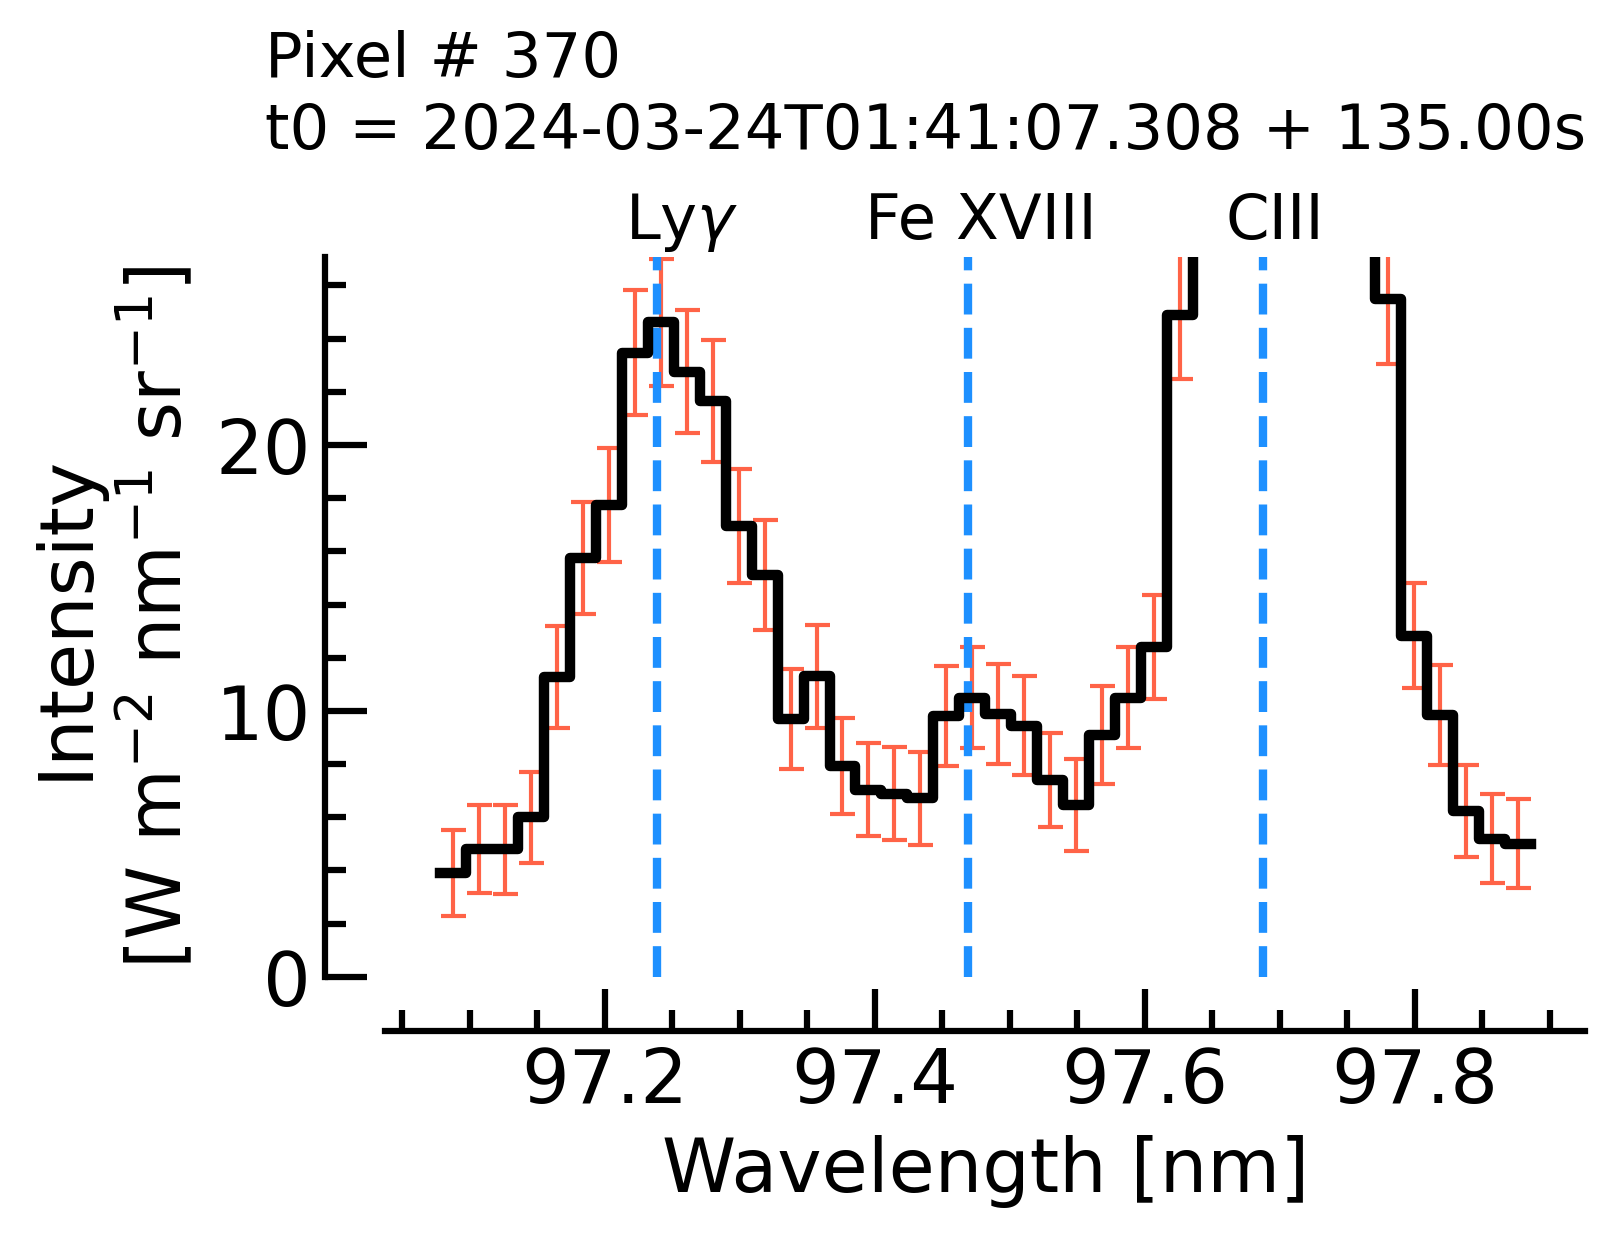 Pixel # 370
t0 = 2024-03-24T01:41:07.308 + 135.00s
Lyγ Fe XVIII CIII
Intensity
[W m⁻² nm⁻¹ sr⁻¹]
20
10
0
97.2 97.4 97.6 97.8
Wavelength [nm]